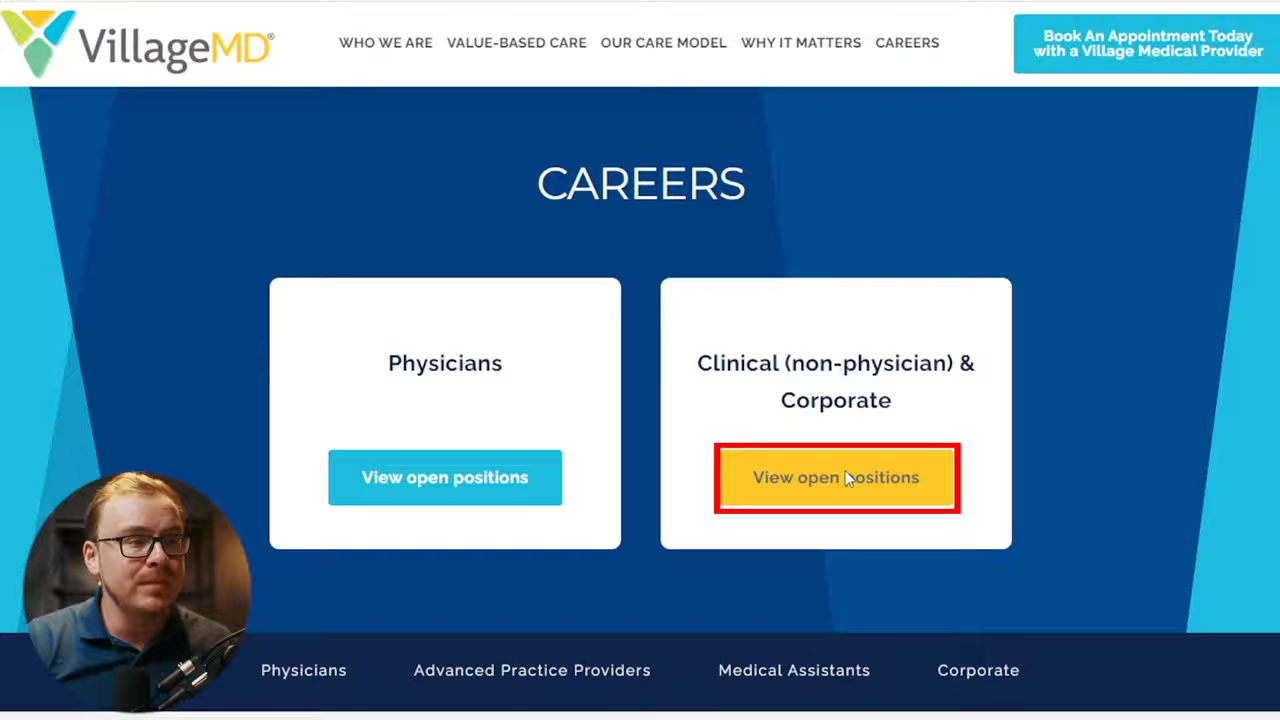 VillageMD®
WHO WE ARE
VALUE-BASED CARE
OUR CARE MODEL
WHY IT MATTERS
CAREERS
Book An Appointment Today
with a Village Medical Provider
CAREERS
Physicians
View open positions
Clinical (non-physician) &
Corporate
View open positions
Physicians
Advanced Practice Providers
Medical Assistants
Corporate